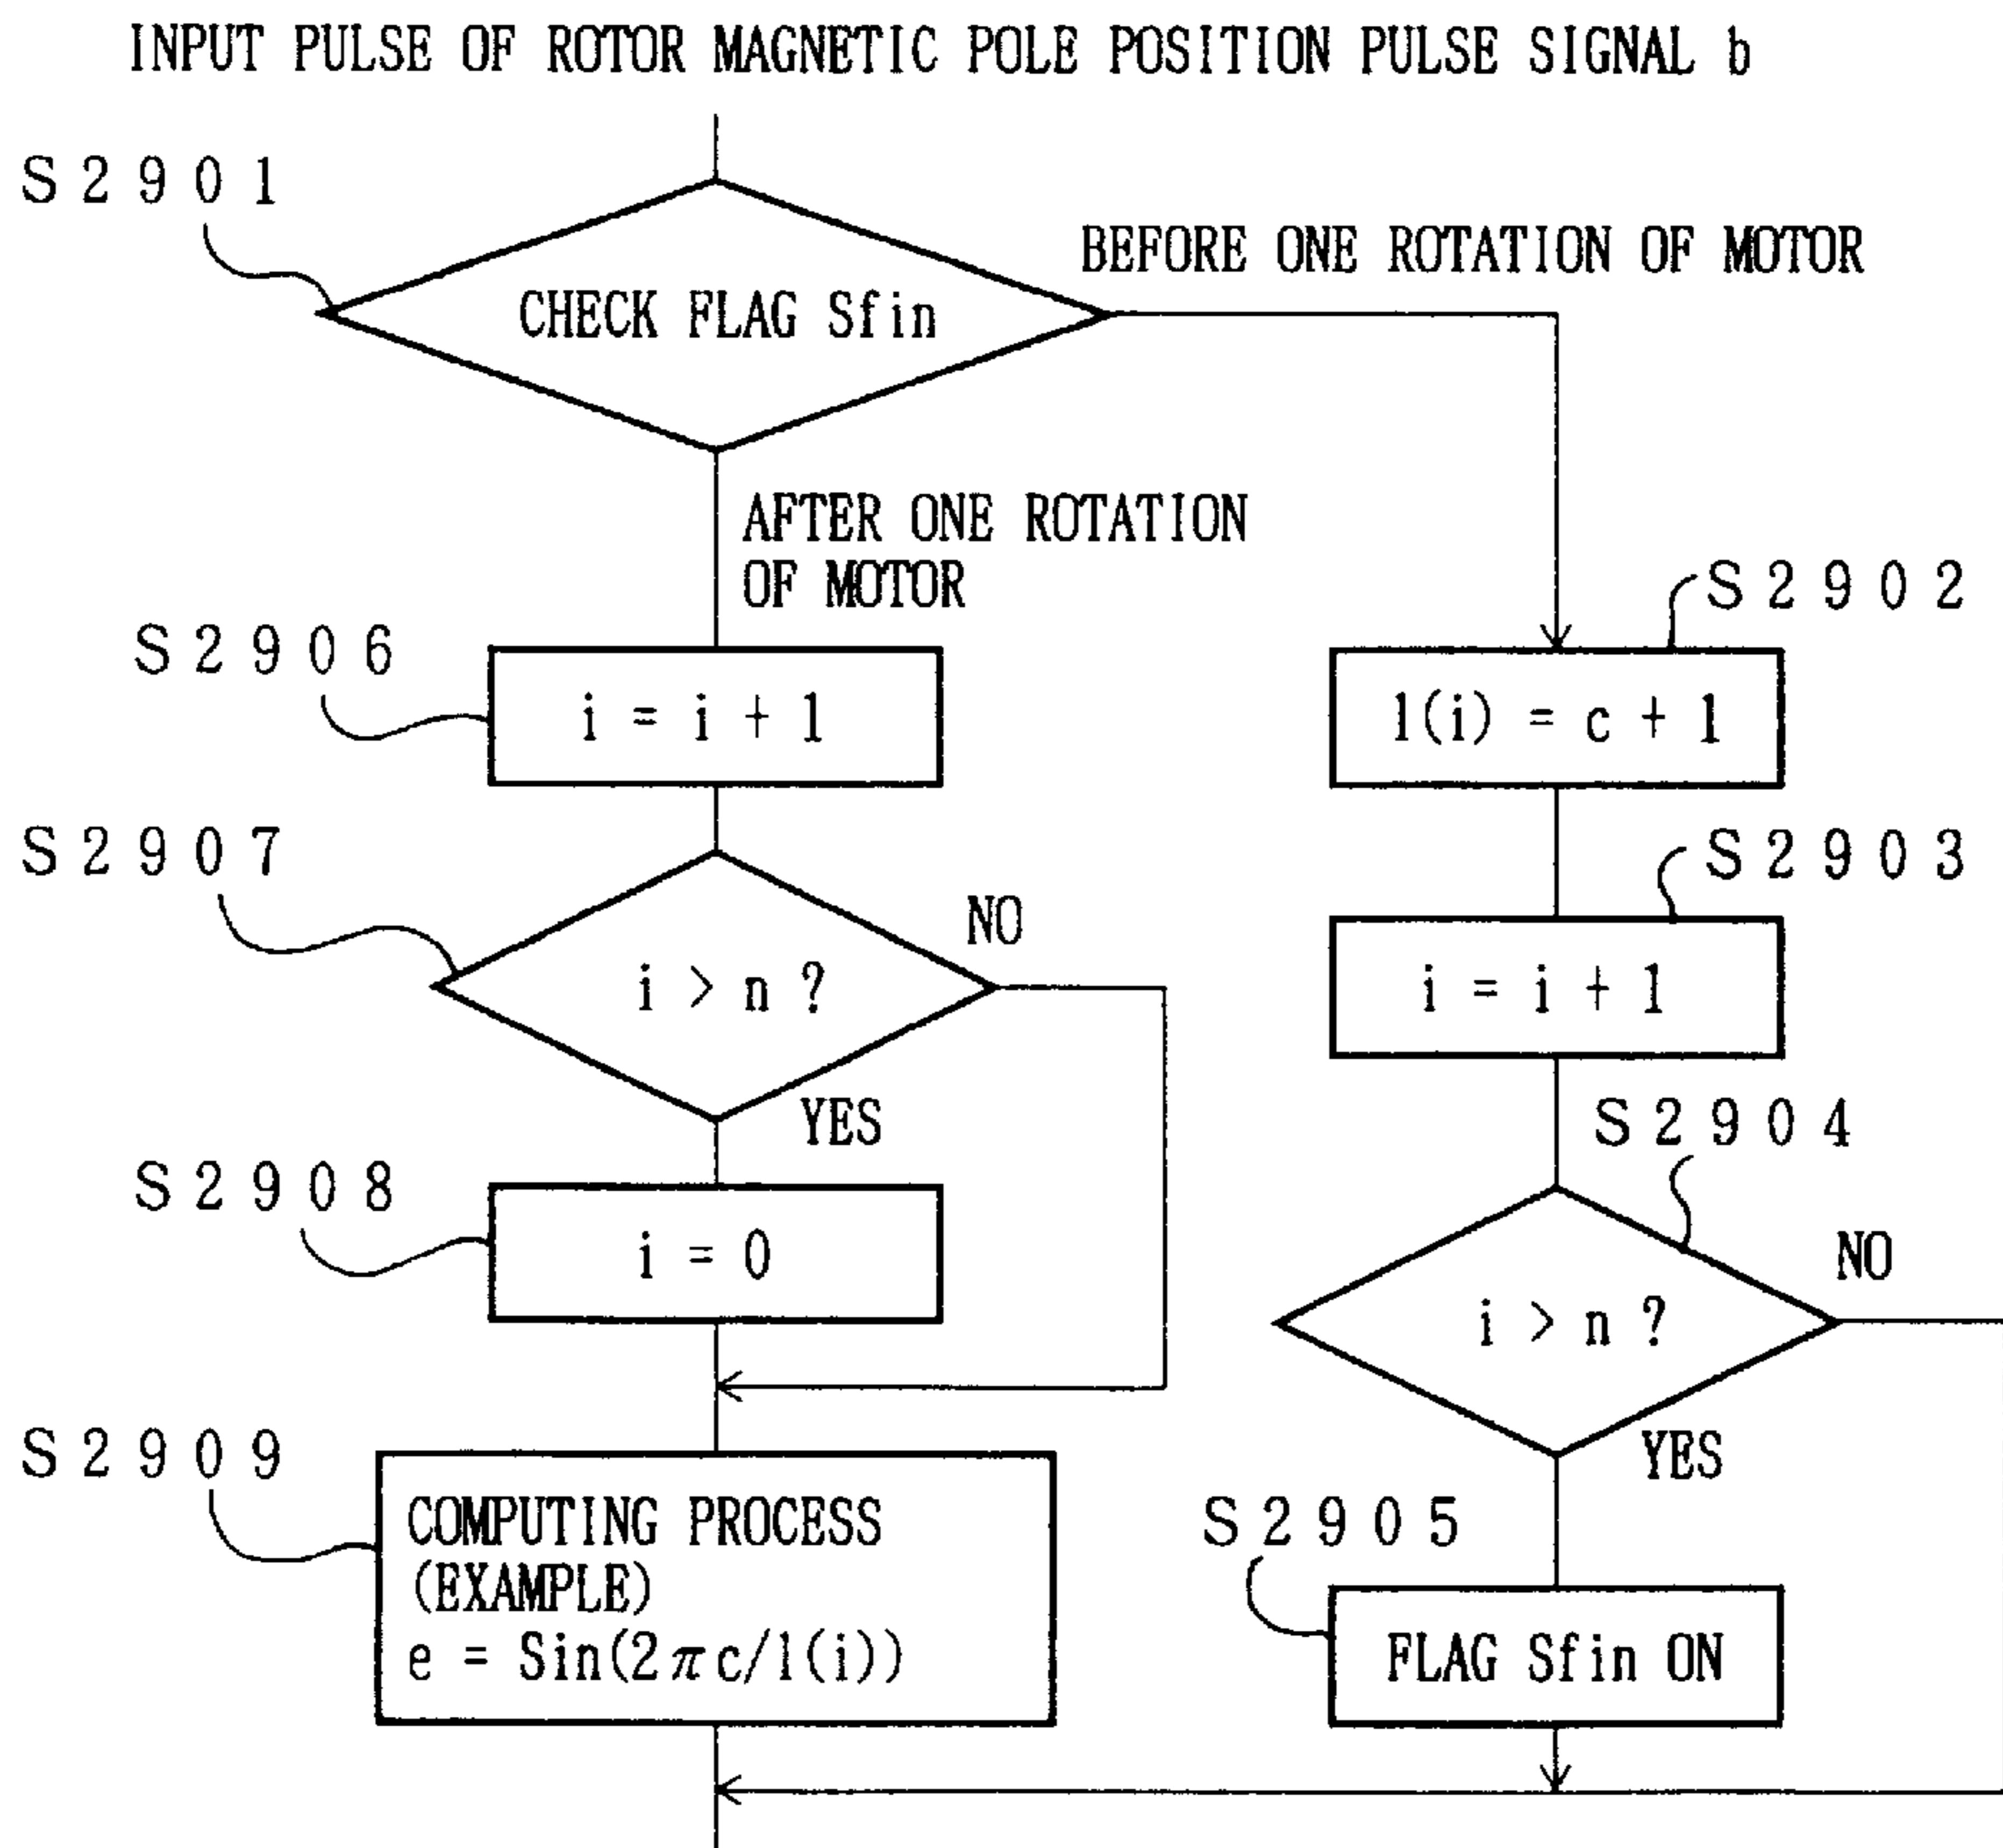 INPUT PULSE OF ROTOR MAGNETIC POLE POSITION PULSE SIGNAL b
S2901
CHECK FLAG Sfin
BEFORE ONE ROTATION OF MOTOR
AFTER ONE ROTATION
OF MOTOR
S2906
i = i + 1
S2902
l(i) = c + 1
S2907
i > n ?
NO
YES
S2903
i = i + 1
S2908
i = 0
S2904
i > n ?
NO
YES
S2909
COMPUTING PROCESS
(EXAMPLE)
e = Sin(2πc/l(i))
S2905
FLAG Sfin ON